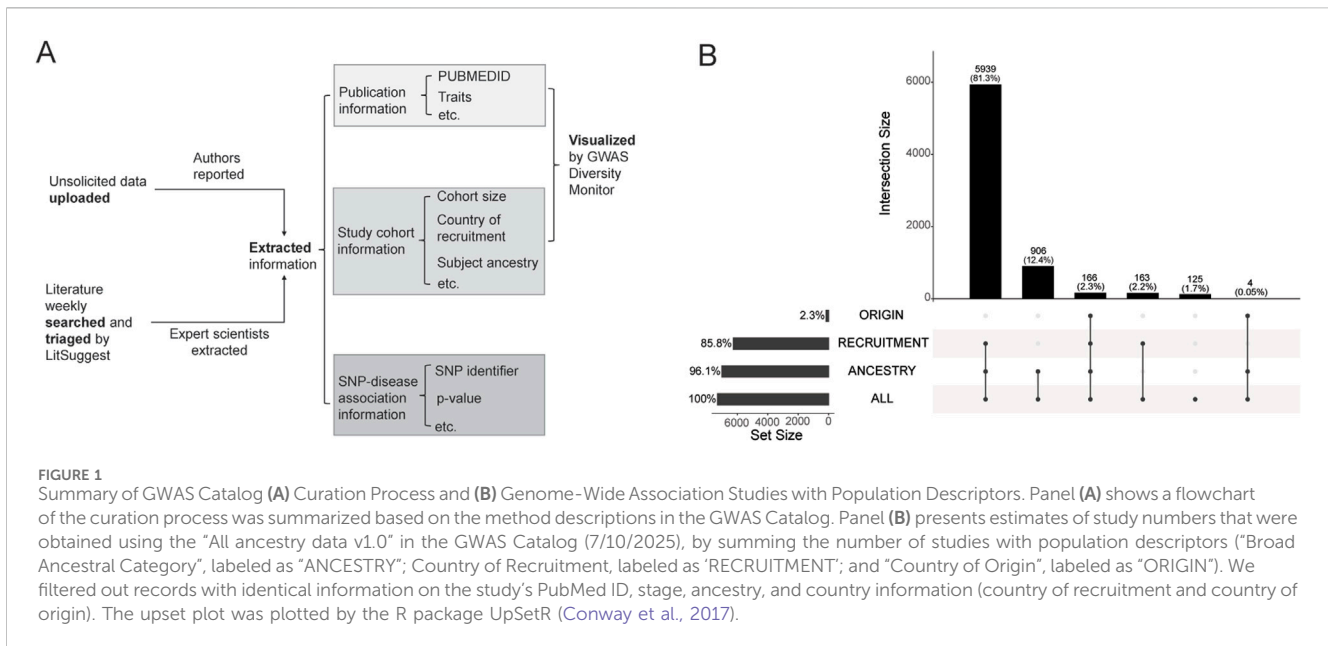 A
Publication
information
PUBMEDID
Traits
etc.
Authors
reported
Unsolicited data
uploaded
Visualized
by GWAS
Diversity
Monitor
Extracted
information
Study cohort
information
Cohort size
Country of
recruitment
Subject ancestry
etc.
Literature
weekly
searched and
triaged by
LitSuggest
Expert scientists
extracted
SNP-disease
association
information
SNP identifier
p-value
etc.
B
Intersection Size
6000
4000
2000
0
5939
(81.3%)
906
(12.4%)
166
(2.3%)
163
(2.2%)
125
(1.7%)
4
(0.05%)
2.3% ORIGIN
85.8% RECRUITMENT
96.1% ANCESTRY
100% ALL
6000 4000 2000 0
Set Size
FIGURE 1
Summary of GWAS Catalog (A) Curation Process and (B) Genome-Wide Association Studies with Population Descriptors. Panel (A) shows a flowchart
of the curation process was summarized based on the method descriptions in the GWAS Catalog. Panel (B) presents estimates of study numbers that were
obtained using the “All ancestry data v1.0” in the GWAS Catalog (7/10/2025), by summing the number of studies with population descriptors (“Broad
Ancestral Category”, labeled as “ANCESTRY”; Country of Recruitment, labeled as ‘RECRUITMENT’; and “Country of Origin”, labeled as “ORIGIN”). We
filtered out records with identical information on the study’s PubMed ID, stage, ancestry, and country information (country of recruitment and country of
origin). The upset plot was plotted by the R package UpSetR (Conway et al., 2017).